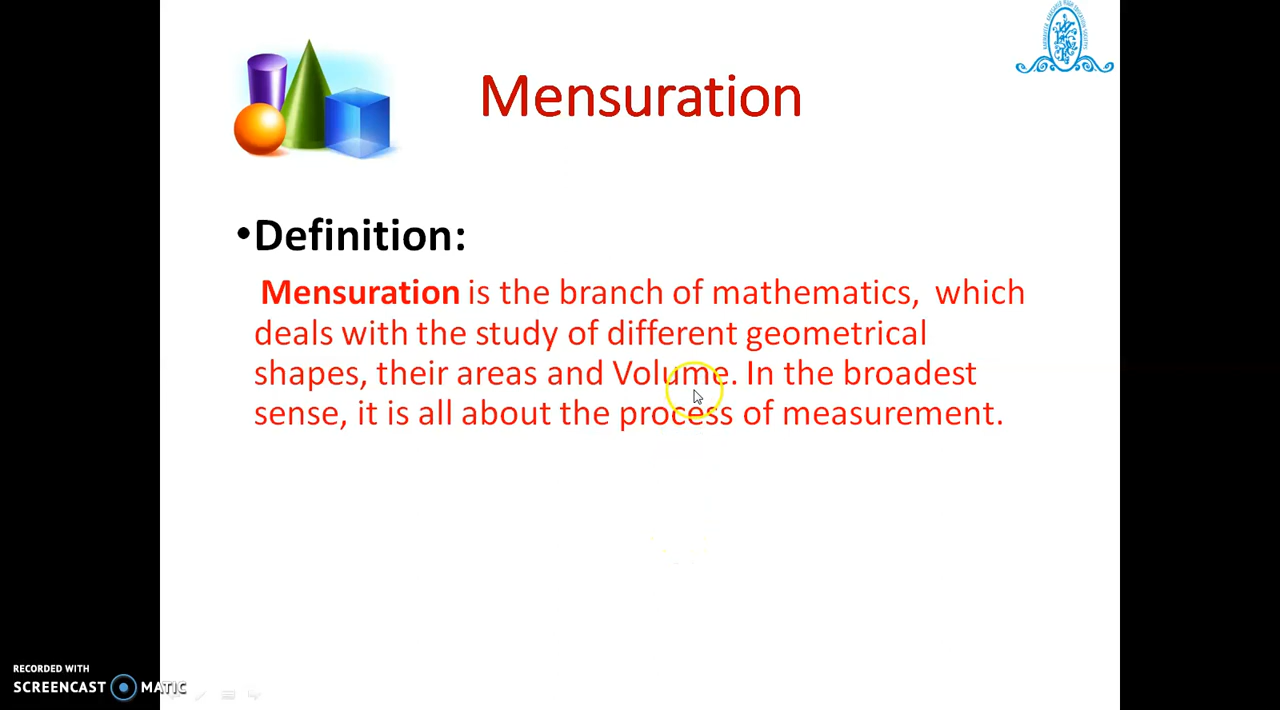 Mensuration
•Definition:
Mensuration is the branch of mathematics, which
deals with the study of different geometrical
shapes, their areas and Volume. In the broadest
sense, it is all about the process of measurement.
RECORDED WITH
SCREENCAST MATIC